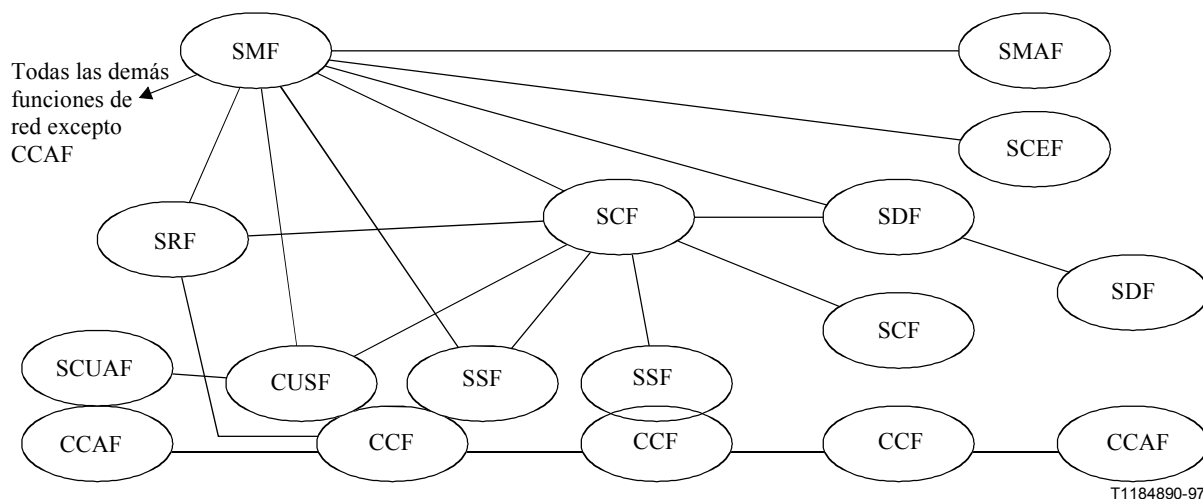 SMF
SMAF
Todas las demás
funciones de
red excepto
CCAF
SCEF
SCF
SDF
SRF
SDF
SCF
SCUAF
CUSF
SSF
SSF
CCAF
CCF
CCF
CCF
CCAF
T1184890-97